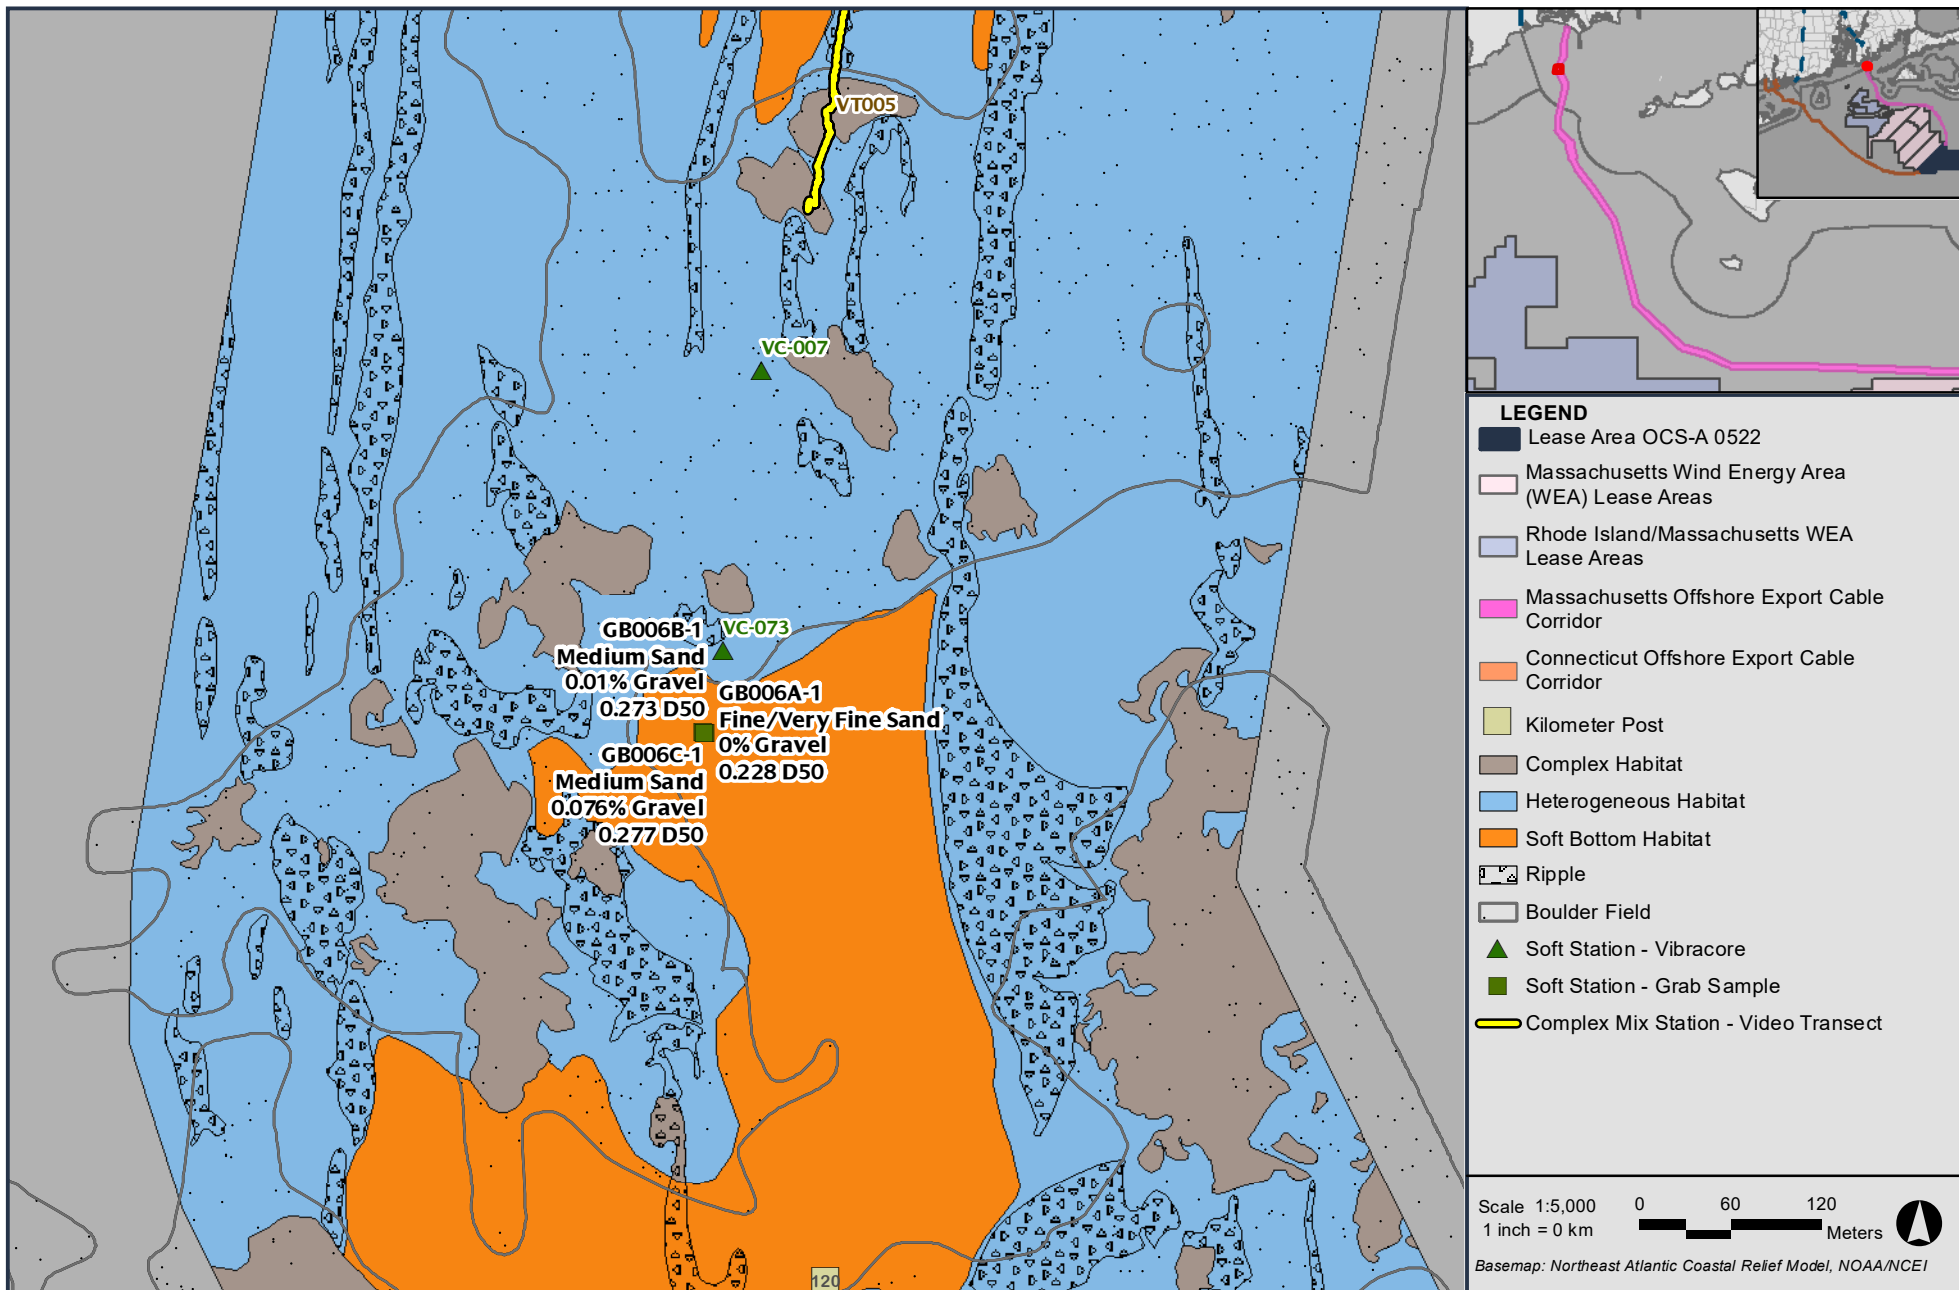 VT005
VC-007
VC-073
GB006B-1
Medium Sand
0.01% Gravel
0.273 D50
GB006A-1
Fine/Very Fine Sand
0% Gravel
0.228 D50
GB006C-1
Medium Sand
0.076% Gravel
0.277 D50
120
LEGEND
Lease Area OCS-A 0522
Massachusetts Wind Energy Area
(WEA) Lease Areas
Rhode Island/Massachusetts WEA
Lease Areas
Massachusetts Offshore Export Cable
Corridor
Connecticut Offshore Export Cable
Corridor
Kilometer Post
Complex Habitat
Heterogeneous Habitat
Soft Bottom Habitat
Ripple
Boulder Field
Soft Station - Vibracore
Soft Station - Grab Sample
Complex Mix Station - Video Transect
Scale 1:5,000
1 inch = 0 km
0 60 120
Meters
Basemap: Northeast Atlantic Coastal Relief Model, NOAA/NCEI